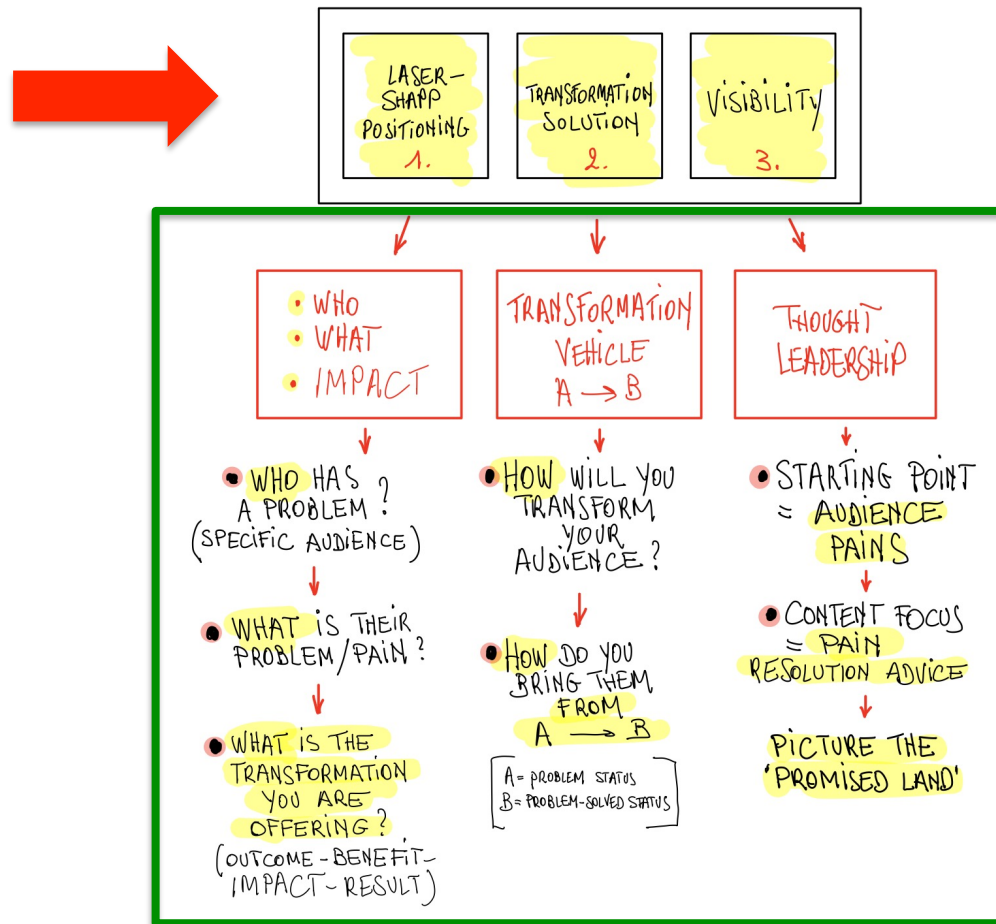 LASER-
SHAPP
POSITIONING
1.
TRANSFORMATION
SOLUTION
2.
VISIBILITY
3.
• WHO
• WHAT
• IMPACT
TRANSFORMATION
VEHICLE
A → B
THOUGHT
LEADERSHIP
• WHO HAS
A PROBLEM?
(SPECIFIC AUDIENCE)
• WHAT IS THEIR
PROBLEM/PAIN?
• WHAT IS THE
TRANSFORMATION
YOU ARE
OFFERING?
(OUTCOME-BENEFIT-
IMPACT-RESULT)
• HOW WILL YOU
TRANSFORM
YOUR
AUDIENCE?
• HOW DO YOU
BRING THEM
FROM
A → B
A = PROBLEM STATUS
B = PROBLEM-SOLVED STATUS
• STARTING POINT
= AUDIENCE
PAINS
• CONTENT FOCUS
= PAIN
RESOLUTION ADVICE
PICTURE THE
'PROMISED LAND'